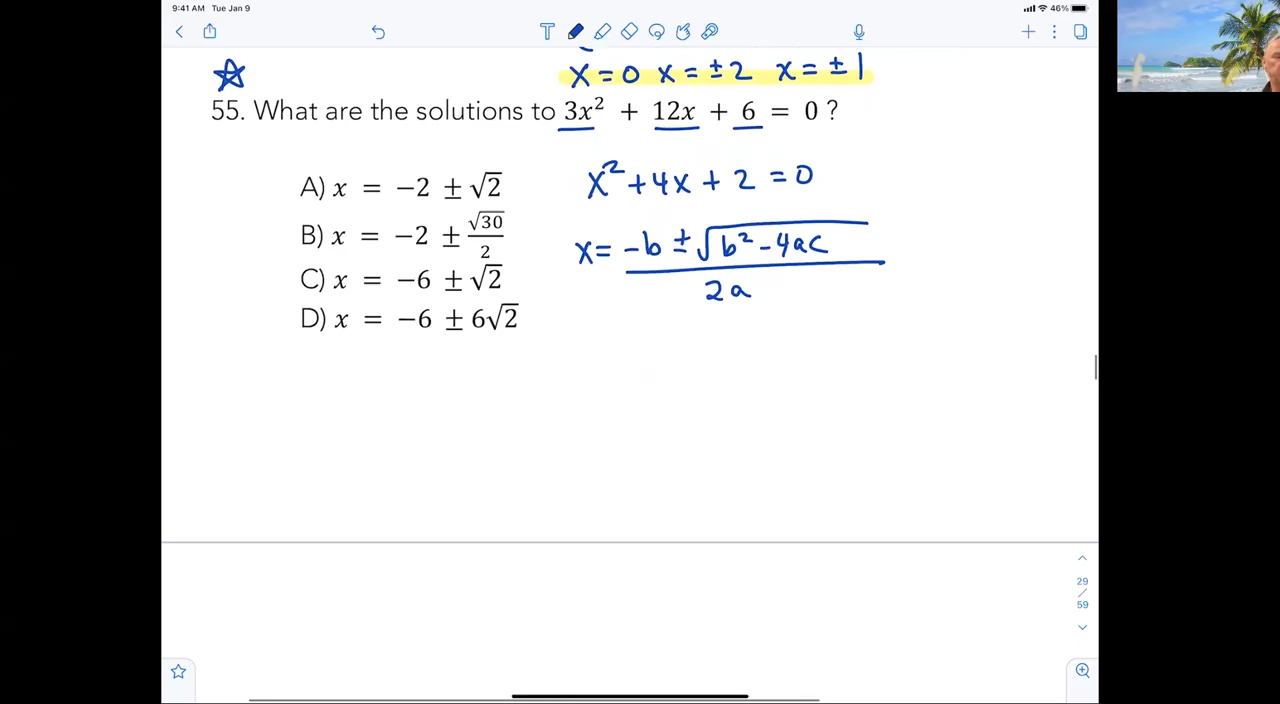 9:41 AM Tue Jan 9
46%
x = 0 x = ±2 x = ±1
55. What are the solutions to 3x² + 12x + 6 = 0 ?
x² + 4x + 2 = 0
A) x = −2 ± √2
B) x = −2 ± √30/2
C) x = −6 ± √2
D) x = −6 ± 6√2
x = -b ± √b² - 4ac
2a
29
/
59